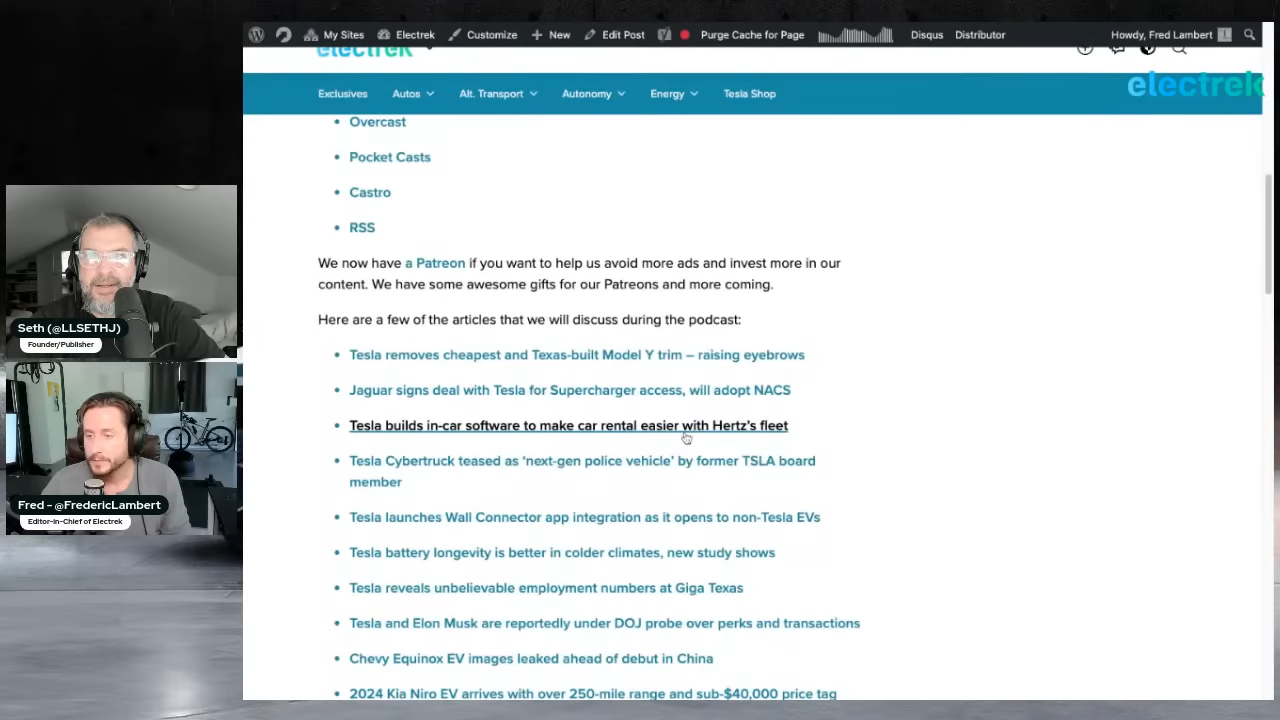 My Sites
Electrek
Customize
New
Edit Post
Purge Cache for Page
Disqus
Distributor
Howdy, Fred Lambert
electrek
electrek
Exclusives
Autos
Alt. Transport
Autonomy
Energy
Tesla Shop
Overcast
Pocket Casts
Castro
RSS
We now have a Patreon if you want to help us avoid more ads and invest more in our
content. We have some awesome gifts for our Patreons and more coming.
Here are a few of the articles that we will discuss during the podcast:
Tesla removes cheapest and Texas-built Model Y trim – raising eyebrows
Jaguar signs deal with Tesla for Supercharger access, will adopt NACS
Tesla builds in-car software to make car rental easier with Hertz's fleet
Tesla Cybertruck teased as ‘next-gen police vehicle’ by former TSLA board
member
Tesla launches Wall Connector app integration as it opens to non-Tesla EVs
Tesla battery longevity is better in colder climates, new study shows
Tesla reveals unbelievable employment numbers at Giga Texas
Tesla and Elon Musk are reportedly under DOJ probe over perks and transactions
Chevy Equinox EV images leaked ahead of debut in China
2024 Kia Niro EV arrives with over 250-mile range and sub-$40,000 price tag
Seth (@LLSETHJ)
Founder/Publisher
Fred - @FredericLambert
Editor-in-Chief of Electrek